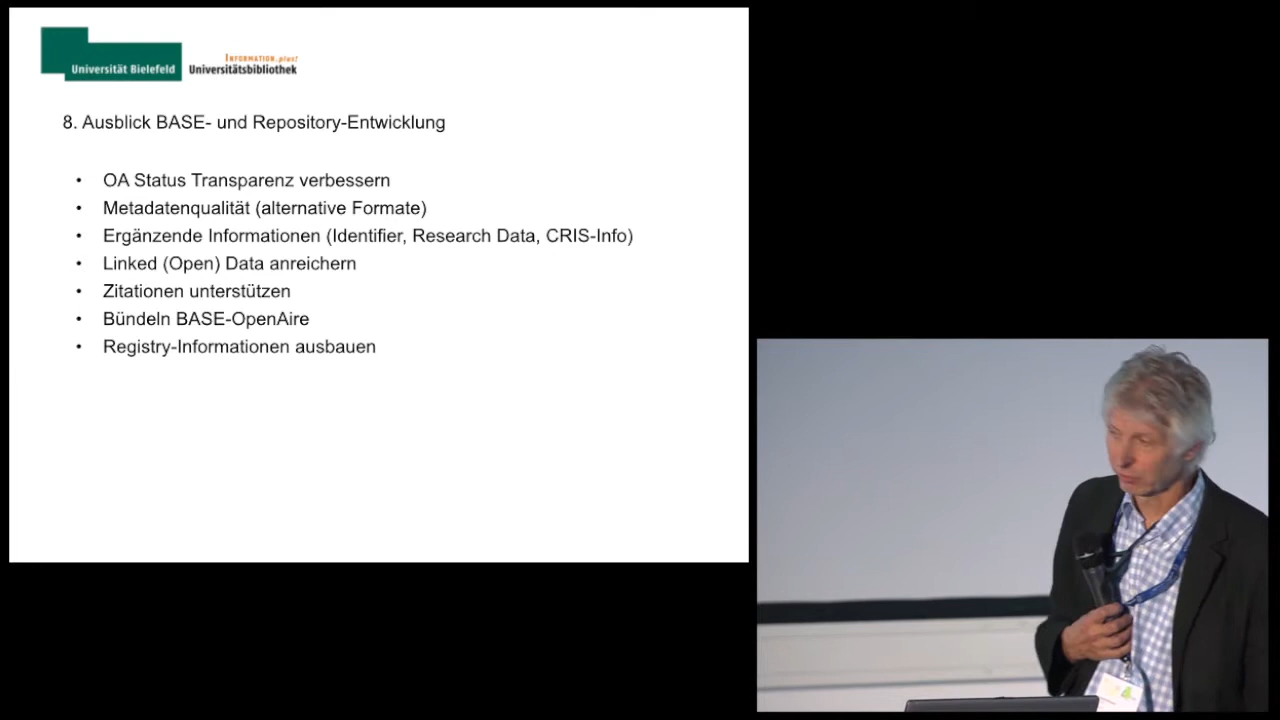 INFORMATION.plus!
Universität Bielefeld Universitätsbibliothek
8. Ausblick BASE- und Repository-Entwicklung
• OA Status Transparenz verbessern
• Metadatenqualität (alternative Formate)
• Ergänzende Informationen (Identifier, Research Data, CRIS-Info)
• Linked (Open) Data anreichern
• Zitationen unterstützen
• Bündeln BASE-OpenAire
• Registry-Informationen ausbauen